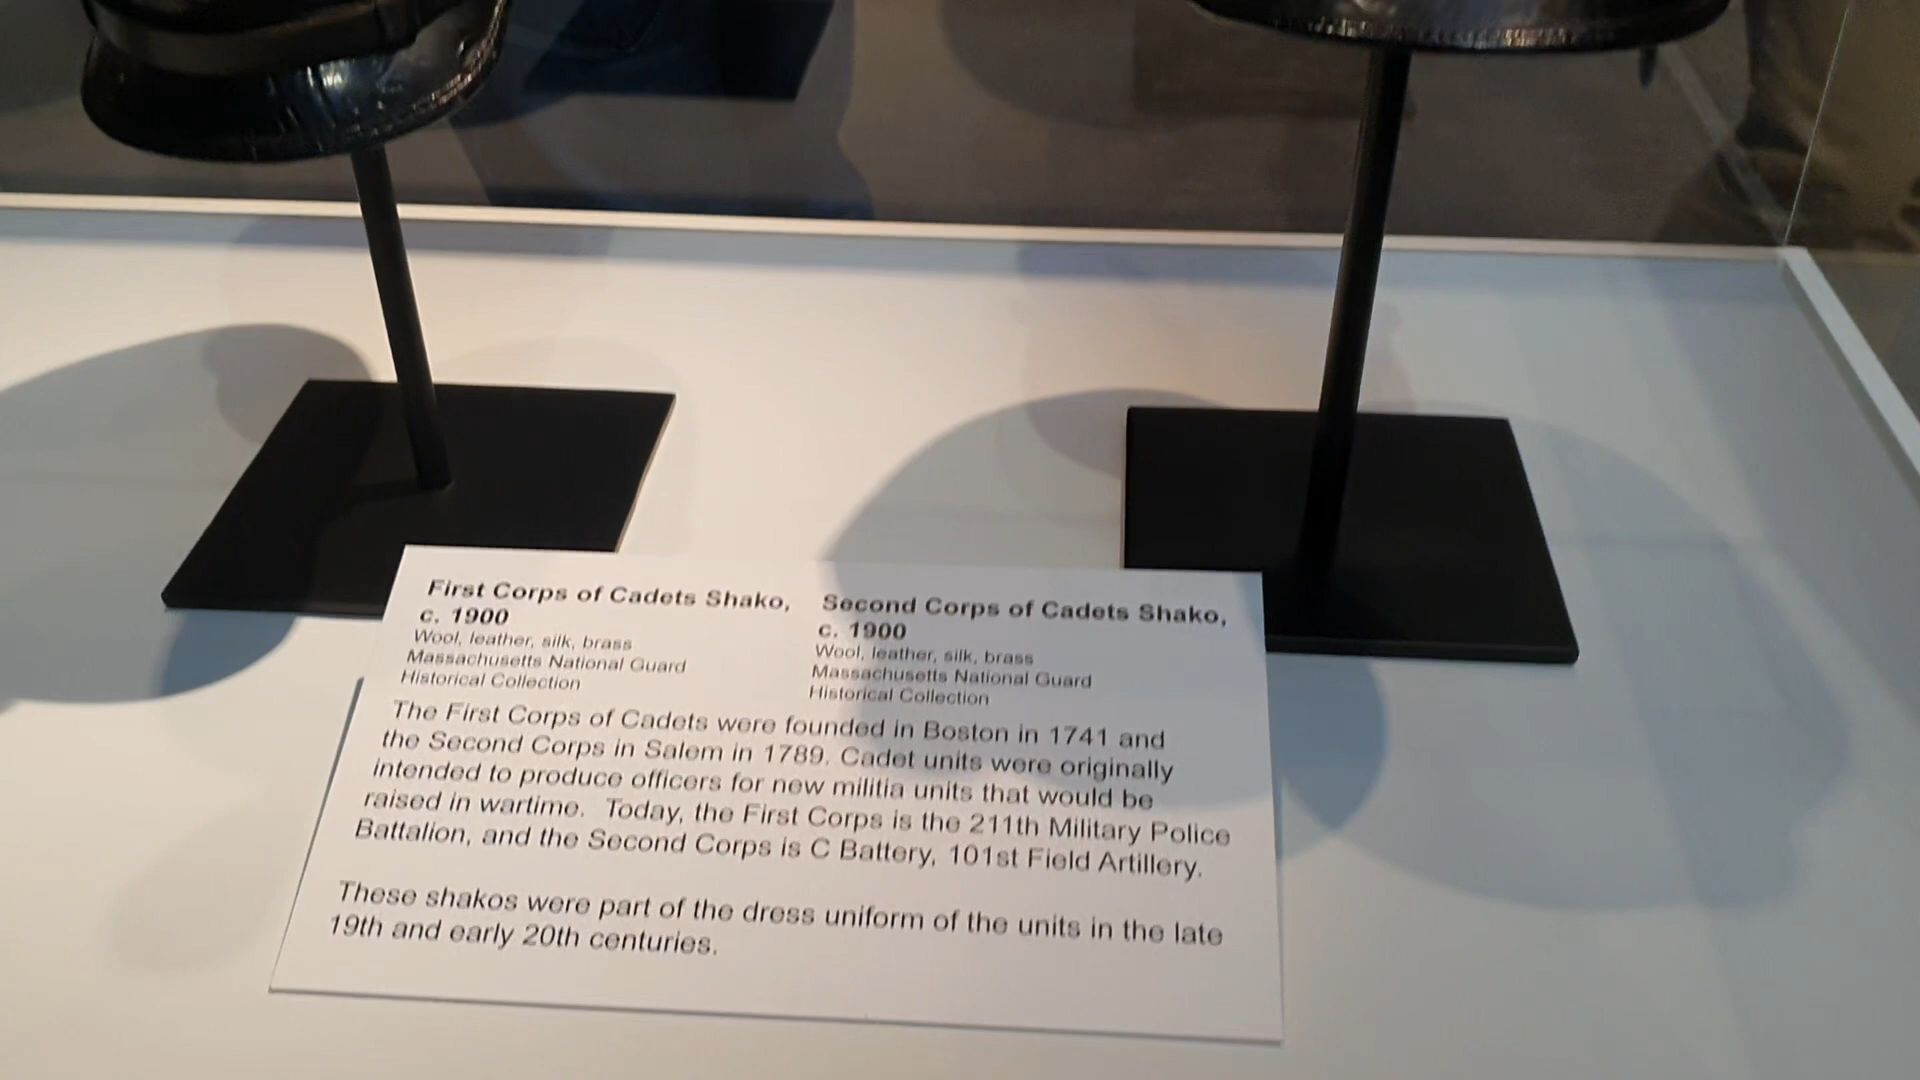 First Corps of Cadets Shako,
c. 1900
Wool, leather, silk, brass
Massachusetts National Guard
Historical Collection
Second Corps of Cadets Shako,
c. 1900
Wool, leather, silk, brass
Massachusetts National Guard
Historical Collection
The First Corps of Cadets were founded in Boston in 1741 and
the Second Corps in Salem in 1789. Cadet units were originally
intended to produce officers for new militia units that would be
raised in wartime. Today, the First Corps is the 211th Military Police
Battalion, and the Second Corps is C Battery, 101st Field Artillery.
These shakos were part of the dress uniform of the units in the late
19th and early 20th centuries.